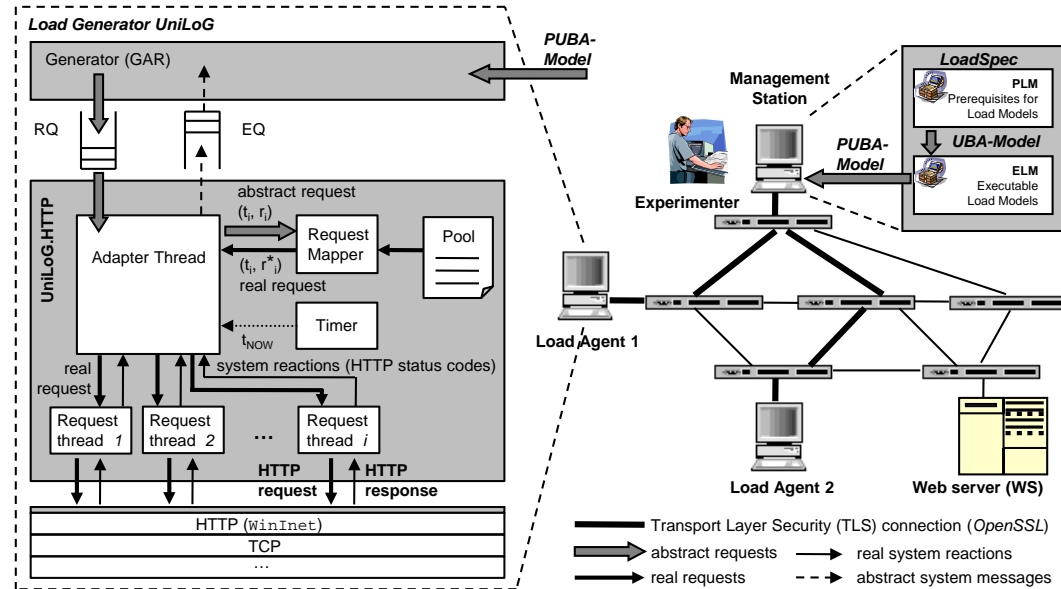 Load Generator UniLoG
Generator (GAR)
PUBA-
Model
RQ
EQ
UniLoG.HTTP
abstract request
(ti, ri)
Adapter Thread
Request
Mapper
Pool
(ti, r*i)
real request
Timer
tNOW
real
request
system reactions (HTTP status codes)
Request
thread 1
Request
thread 2
...
Request
thread i
HTTP
request
HTTP
response
HTTP (WinInet)
TCP
...
Management
Station
LoadSpec
PLM
Prerequisites for
Load Models
UBA-Model
PUBA-
Model
ELM
Executable
Load Models
Experimenter
Load Agent 1
Load Agent 2
Web server (WS)
Transport Layer Security (TLS) connection (OpenSSL)
abstract requests
real system reactions
real requests
abstract system messages